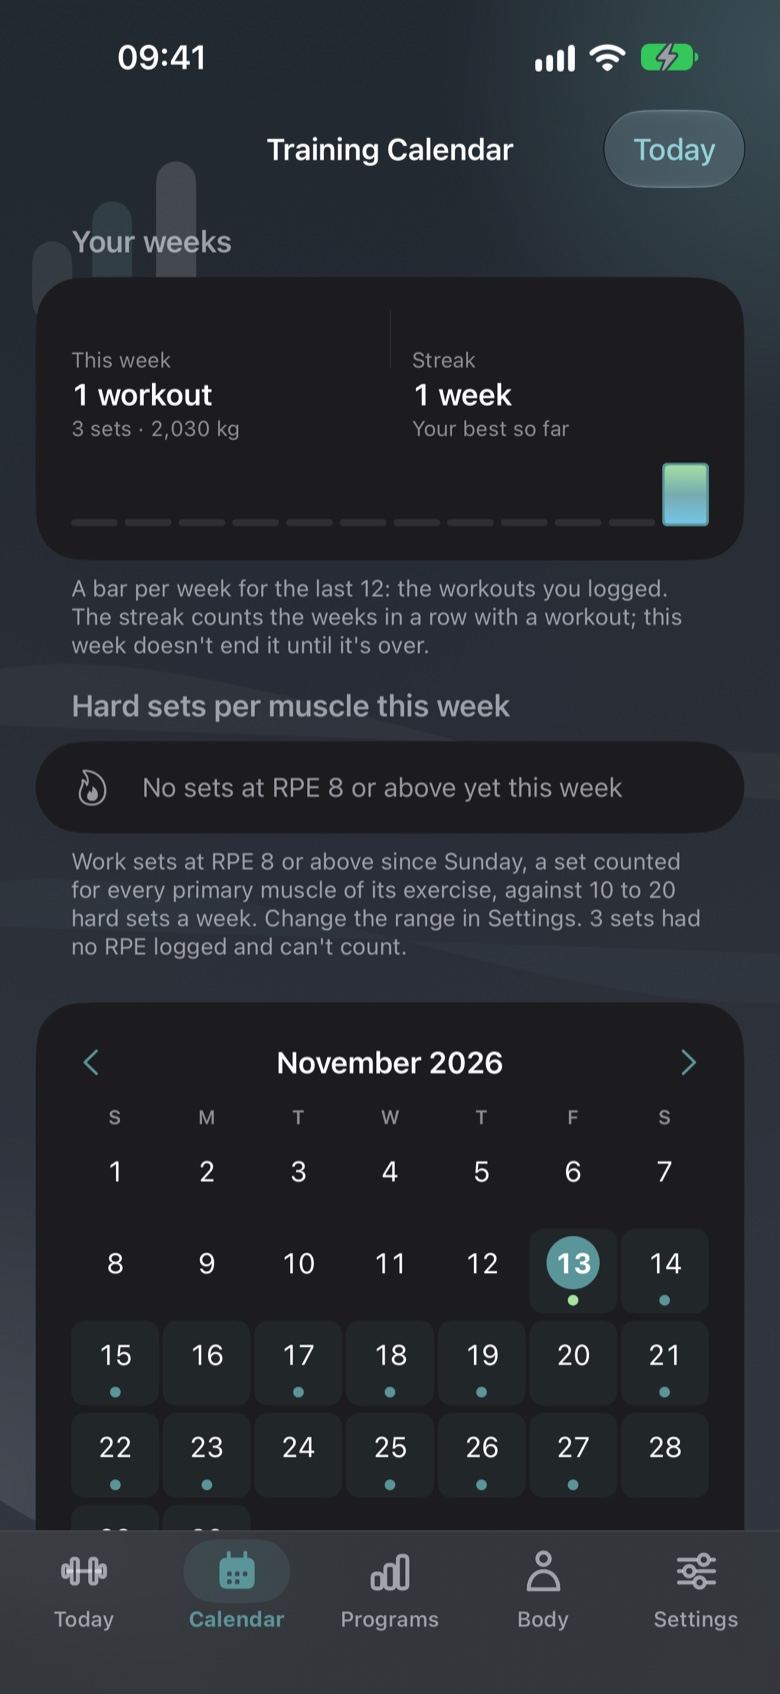 09:41
Training Calendar
Today
Your weeks
This week
1 workout
3 sets · 2,030 kg
Streak
1 week
Your best so far
A bar per week for the last 12: the workouts you logged.
The streak counts the weeks in a row with a workout; this
week doesn't end it until it's over.
Hard sets per muscle this week
No sets at RPE 8 or above yet this week
Work sets at RPE 8 or above since Sunday, a set counted
for every primary muscle of its exercise, against 10 to 20
hard sets a week. Change the range in Settings. 3 sets had
no RPE logged and can't count.
November 2026
S M T W T F S
1 2 3 4 5 6 7
8 9 10 11 12 13 14
15 16 17 18 19 20 21
22 23 24 25 26 27 28
Today Calendar Programs Body Settings